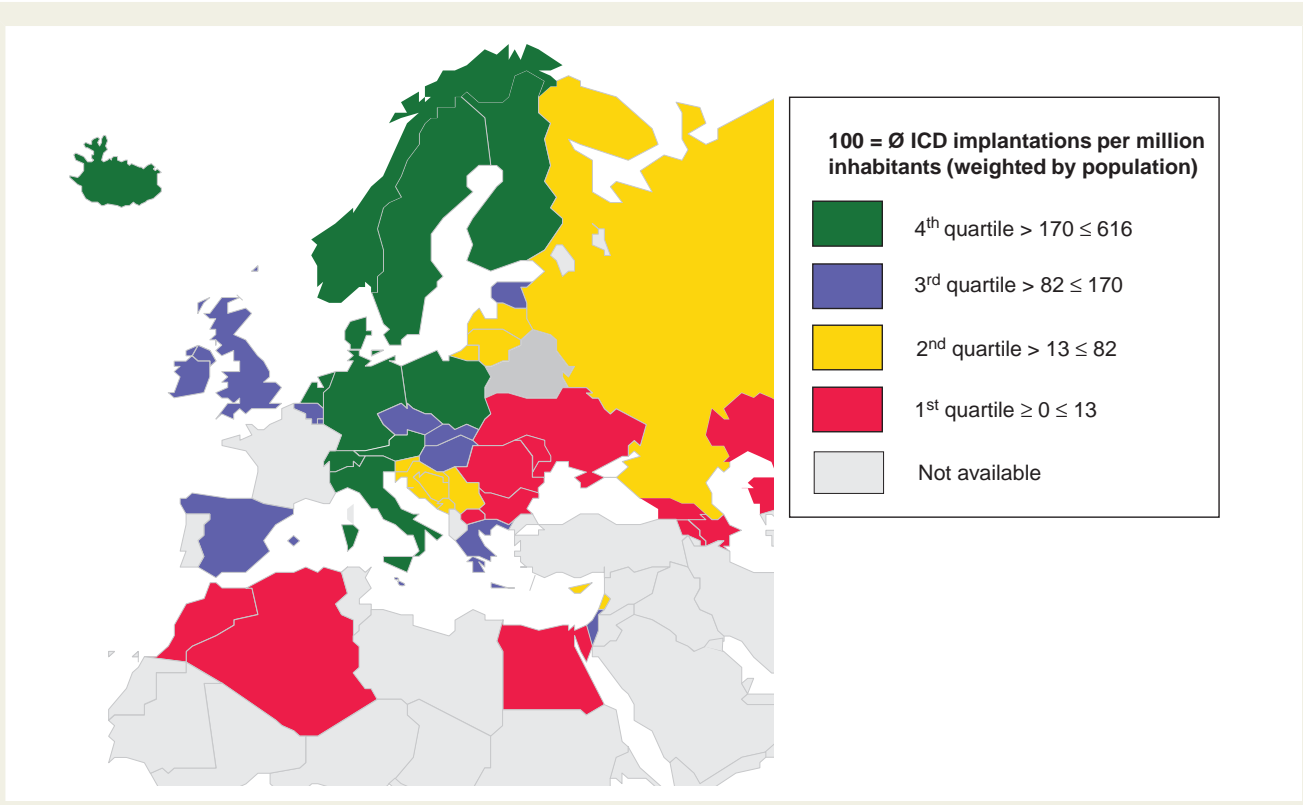 100 = Ø ICD implantations per million
inhabitants (weighted by population)
4th quartile > 170 ≤ 616
3rd quartile > 82 ≤ 170
2nd quartile > 13 ≤ 82
1st quartile ≥ 0 ≤ 13
Not available